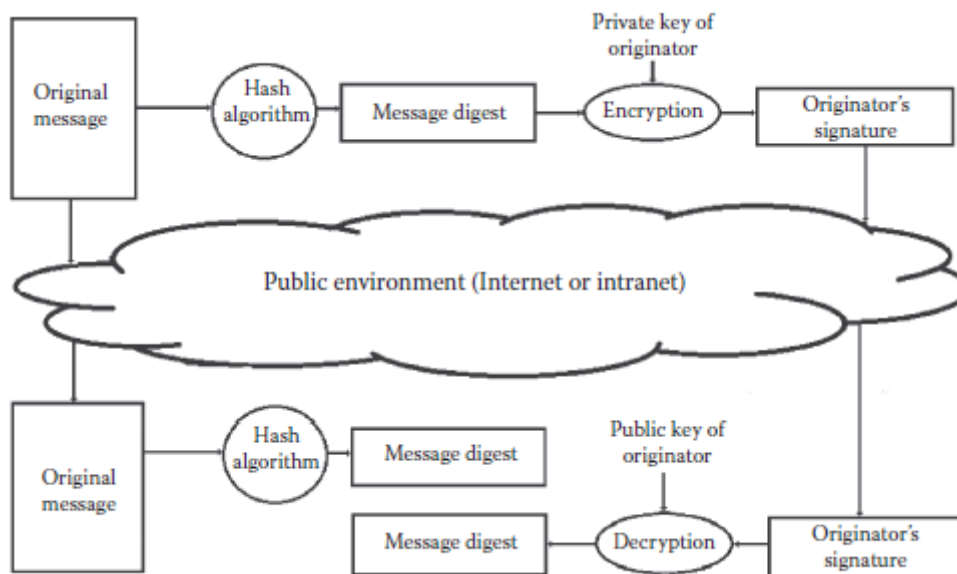 Private key of
originator
Original
message
Hash
algorithm
Message digest
Encryption
Originator's
signature
Public environment (Internet or intranet)
Original
message
Hash
algorithm
Message digest
Public key of
originator
Message digest
Decryption
Originator's
signature